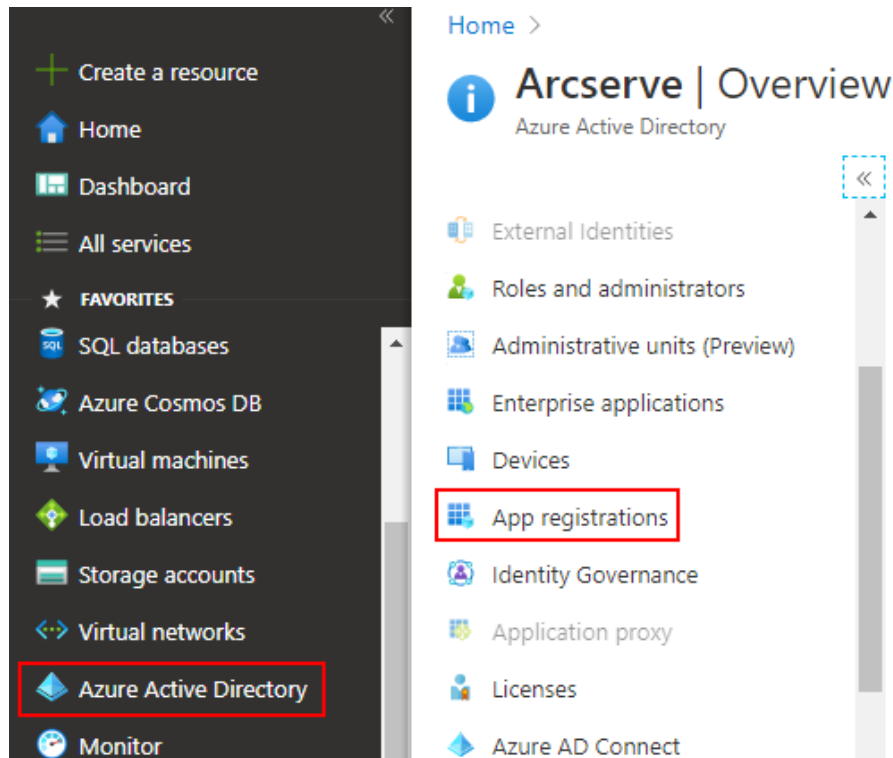 «
Create a resource
Home
Dashboard
All services
FAVORITES
SQL databases
Azure Cosmos DB
Virtual machines
Load balancers
Storage accounts
Virtual networks
Azure Active Directory
Monitor
Home >
Arcserve | Overview
Azure Active Directory
«
External Identities
Roles and administrators
Administrative units (Preview)
Enterprise applications
Devices
App registrations
Identity Governance
Application proxy
Licenses
Azure AD Connect